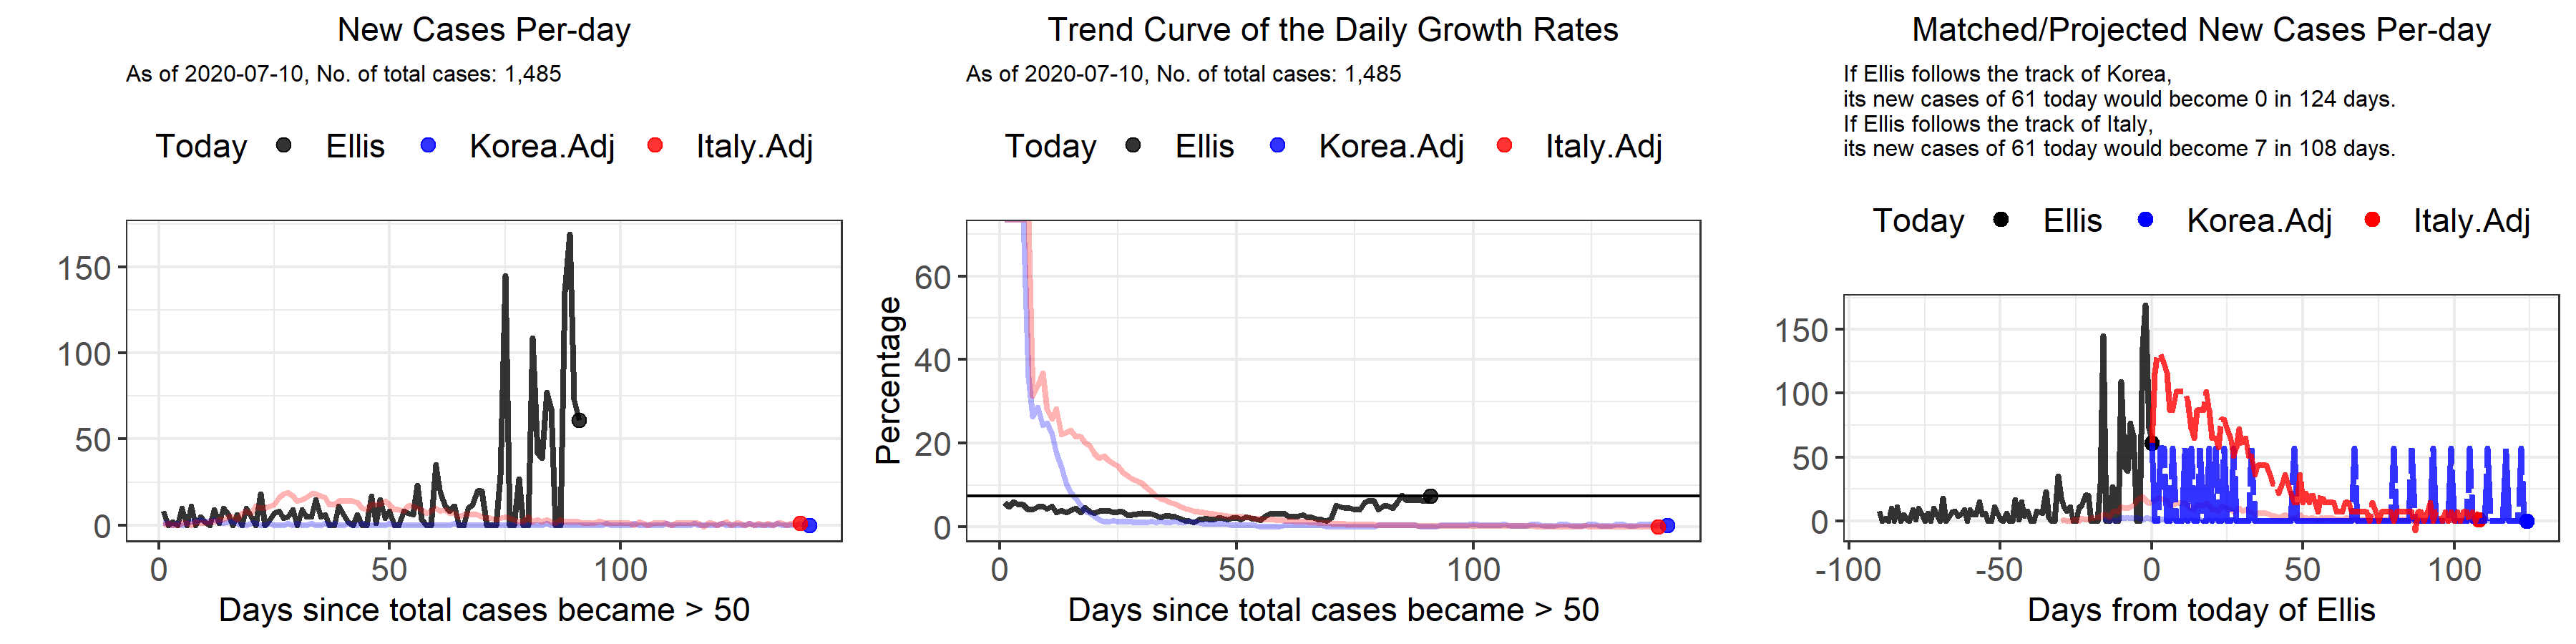 New Cases Per-day
As of 2020-07-10, No. of total cases: 1,485
Today Ellis Korea.Adj Italy.Adj
150
100
50
0
0 50 100
Days since total cases became > 50
Trend Curve of the Daily Growth Rates
As of 2020-07-10, No. of total cases: 1,485
Today Ellis Korea.Adj Italy.Adj
Percentage
60
40
20
0
0 50 100
Days since total cases became > 50
Matched/Projected New Cases Per-day
If Ellis follows the track of Korea,
its new cases of 61 today would become 0 in 124 days.
If Ellis follows the track of Italy,
its new cases of 61 today would become 7 in 108 days.
Today Ellis Korea.Adj Italy.Adj
150
100
50
0
-100 -50 0 50 100
Days from today of Ellis